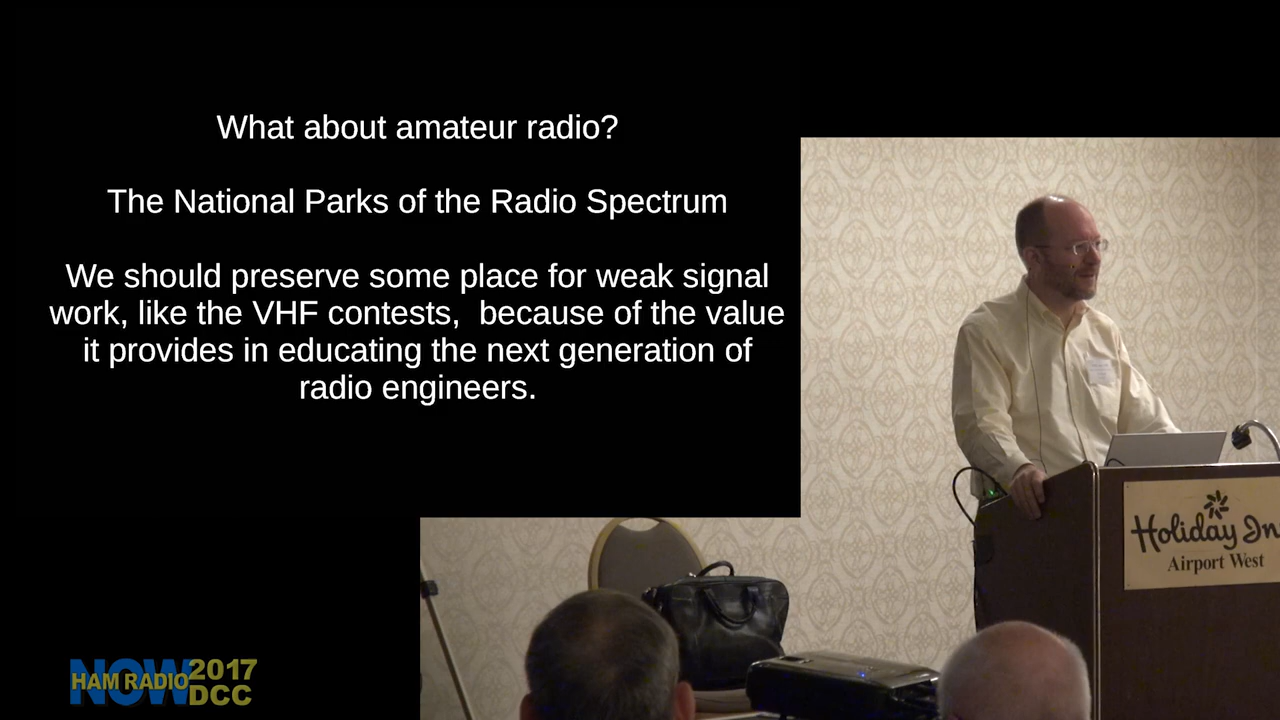 What about amateur radio?
The National Parks of the Radio Spectrum
We should preserve some place for weak signal
work, like the VHF contests,  because of the value
it provides in educating the next generation of
radio engineers.
Holiday In
Airport West
NOW
HAM RADIO
2017
DCC